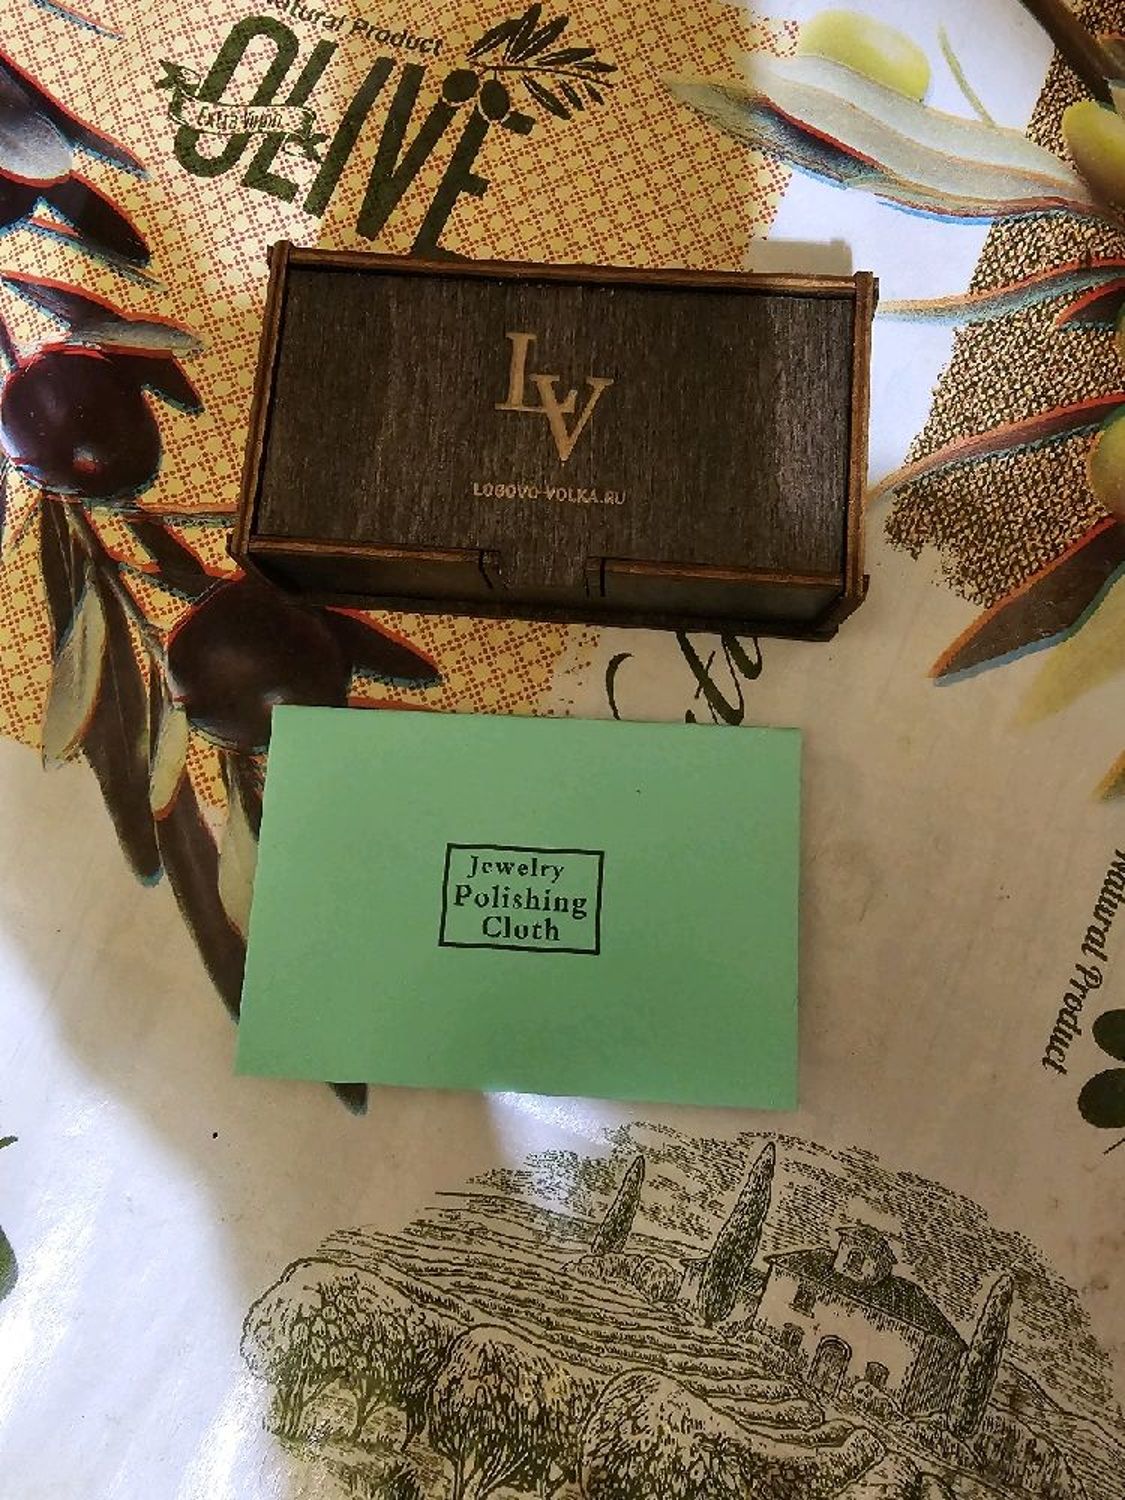 Natural Product
OLIVE
EXTRA VIRGIN
LV
LOGOVO-VOLKA.RU
Jewelry
Polishing
Cloth
Natural Product